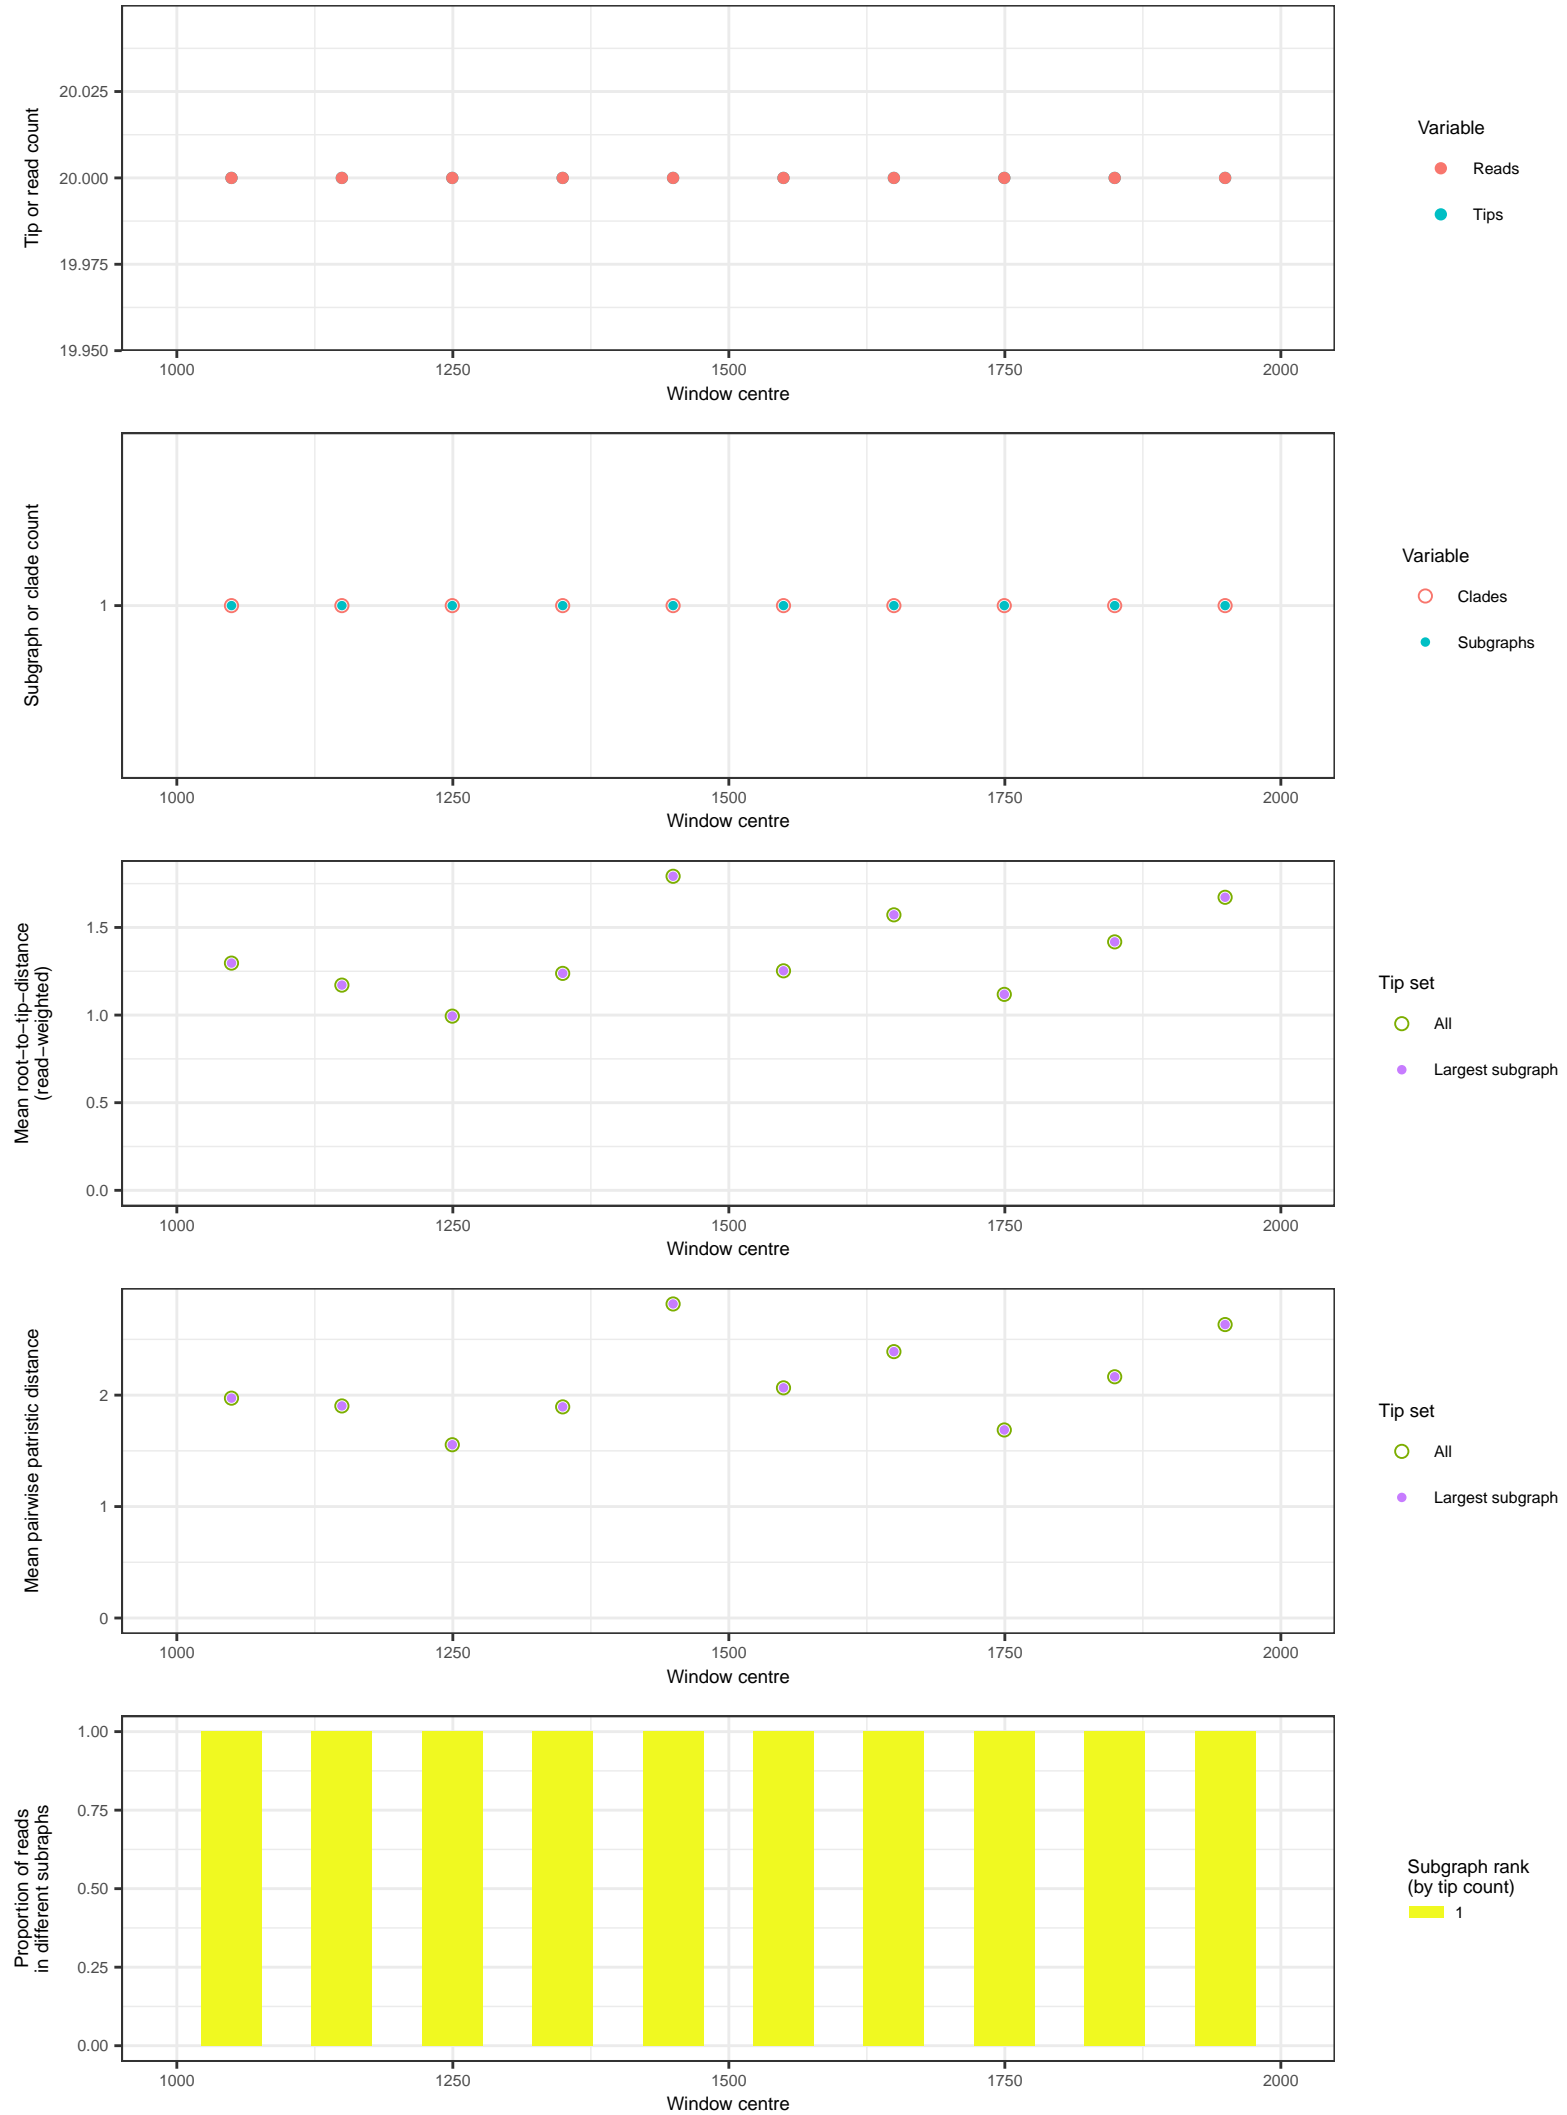 Tip or read count
20.025
20.000
19.975
19.950
1000 1250 1500 1750 2000
Window centre
Variable
Reads
Tips
Subgraph or clade count
1
1000 1250 1500 1750 2000
Window centre
Variable
Clades
Subgraphs
Mean root−to−tip−distance
(read−weighted)
1.5
1.0
0.5
0.0
1000 1250 1500 1750 2000
Window centre
Tip set
All
Largest subgraph
Mean pairwise patristic distance
2
1
0
1000 1250 1500 1750 2000
Window centre
Tip set
All
Largest subgraph
Proportion of reads
in different subraphs
1.00
0.75
0.50
0.25
0.00
1000 1250 1500 1750 2000
Window centre
Subgraph rank
(by tip count)
1